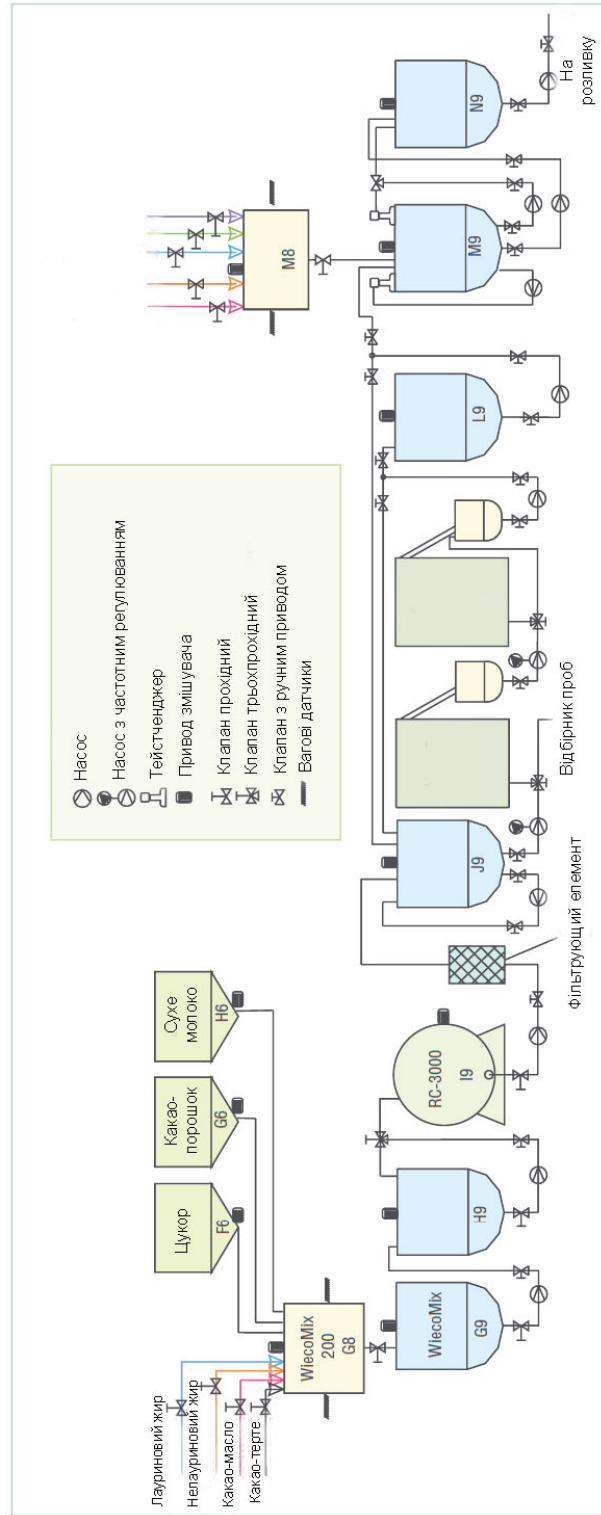 Лауриновий жир
Нелауриновий жир
Какао-масло
Какао-терте
Цукор
F6
Какао-
порошок
G6
Сухе
молоко
H6
WiecoMix
200
G8
WiecoMix
G9
H9
RC-3000
I9
Фільтрующий елемент
J9
Відбірник проб
L9
M8
M9
N9
На
розливку
Насос
Насос з частотним регулюванням
Тейстченджер
Привод змішувача
Клапан прохідний
Клапан трьохпрохідний
Клапан з ручним приводом
Вагові датчики